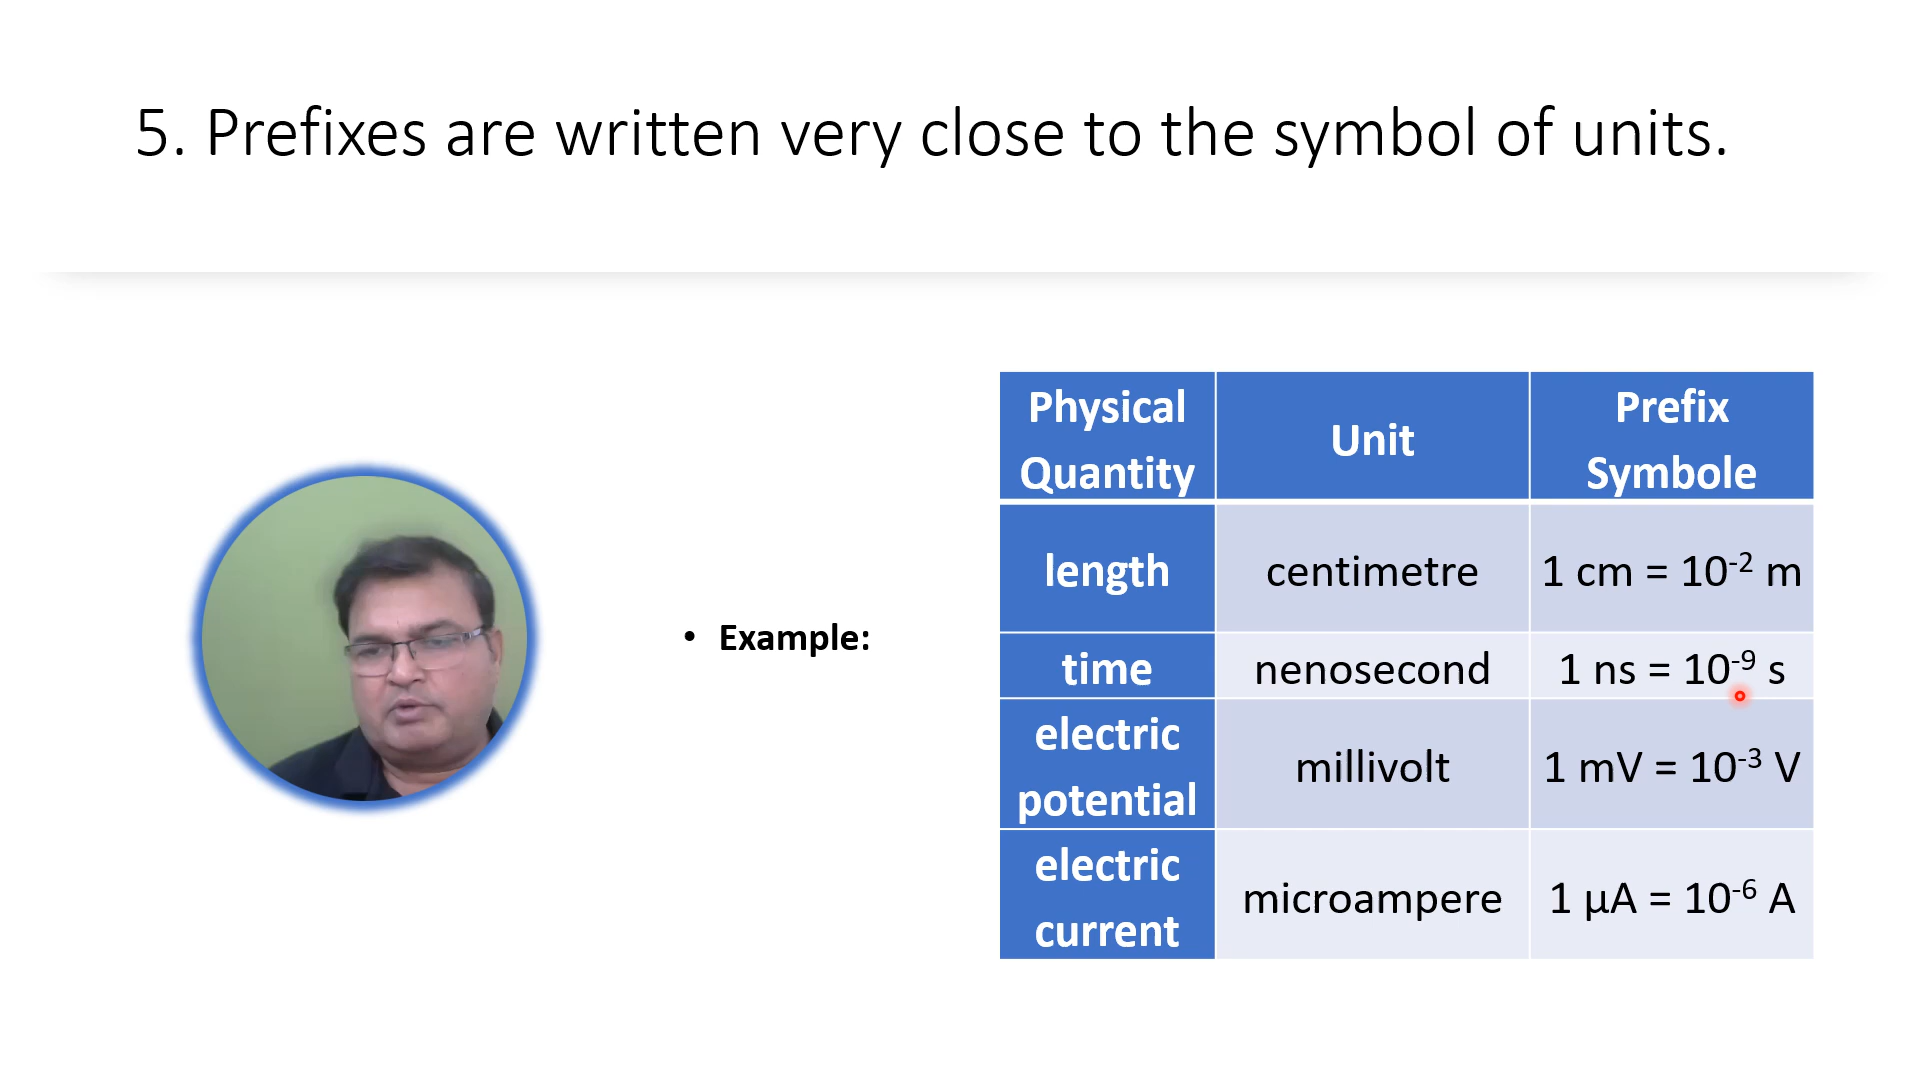 5. Prefixes are written very close to the symbol of units.
• Example:
Physical Quantity Unit Prefix Symbole
length centimetre 1 cm = 10⁻² m
time nenosecond 1 ns = 10⁻⁹ s
electric potential millivolt 1 mV = 10⁻³ V
electric current microampere 1 µA = 10⁻⁶ A